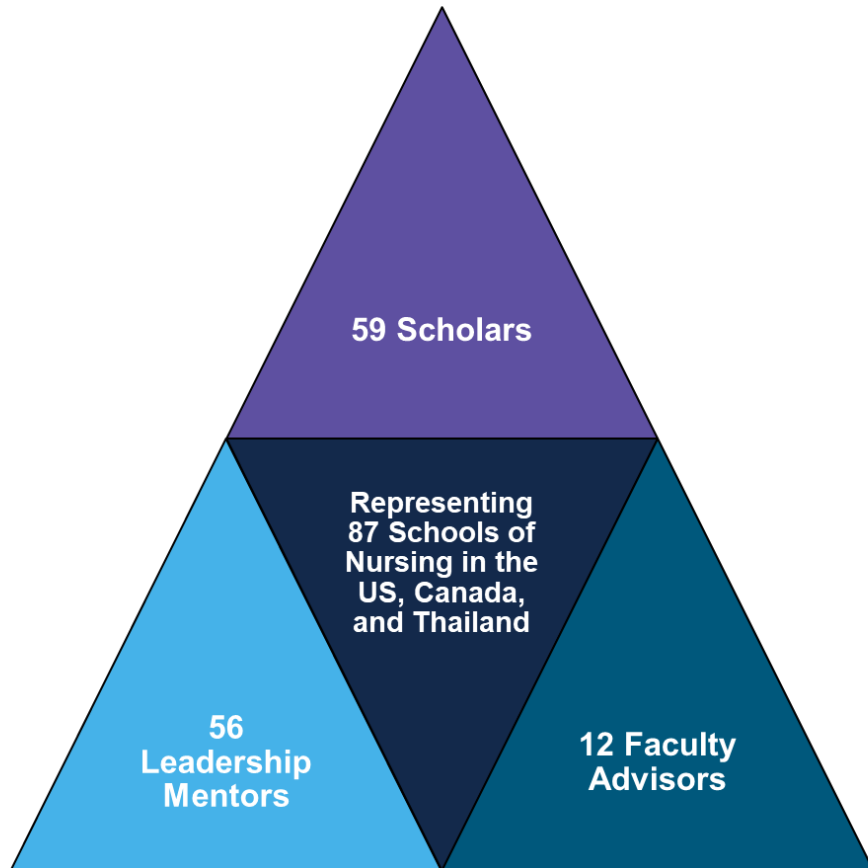 59 Scholars
Representing
87 Schools of
Nursing in the
US, Canada,
and Thailand
56
Leadership
Mentors
12 Faculty
Advisors